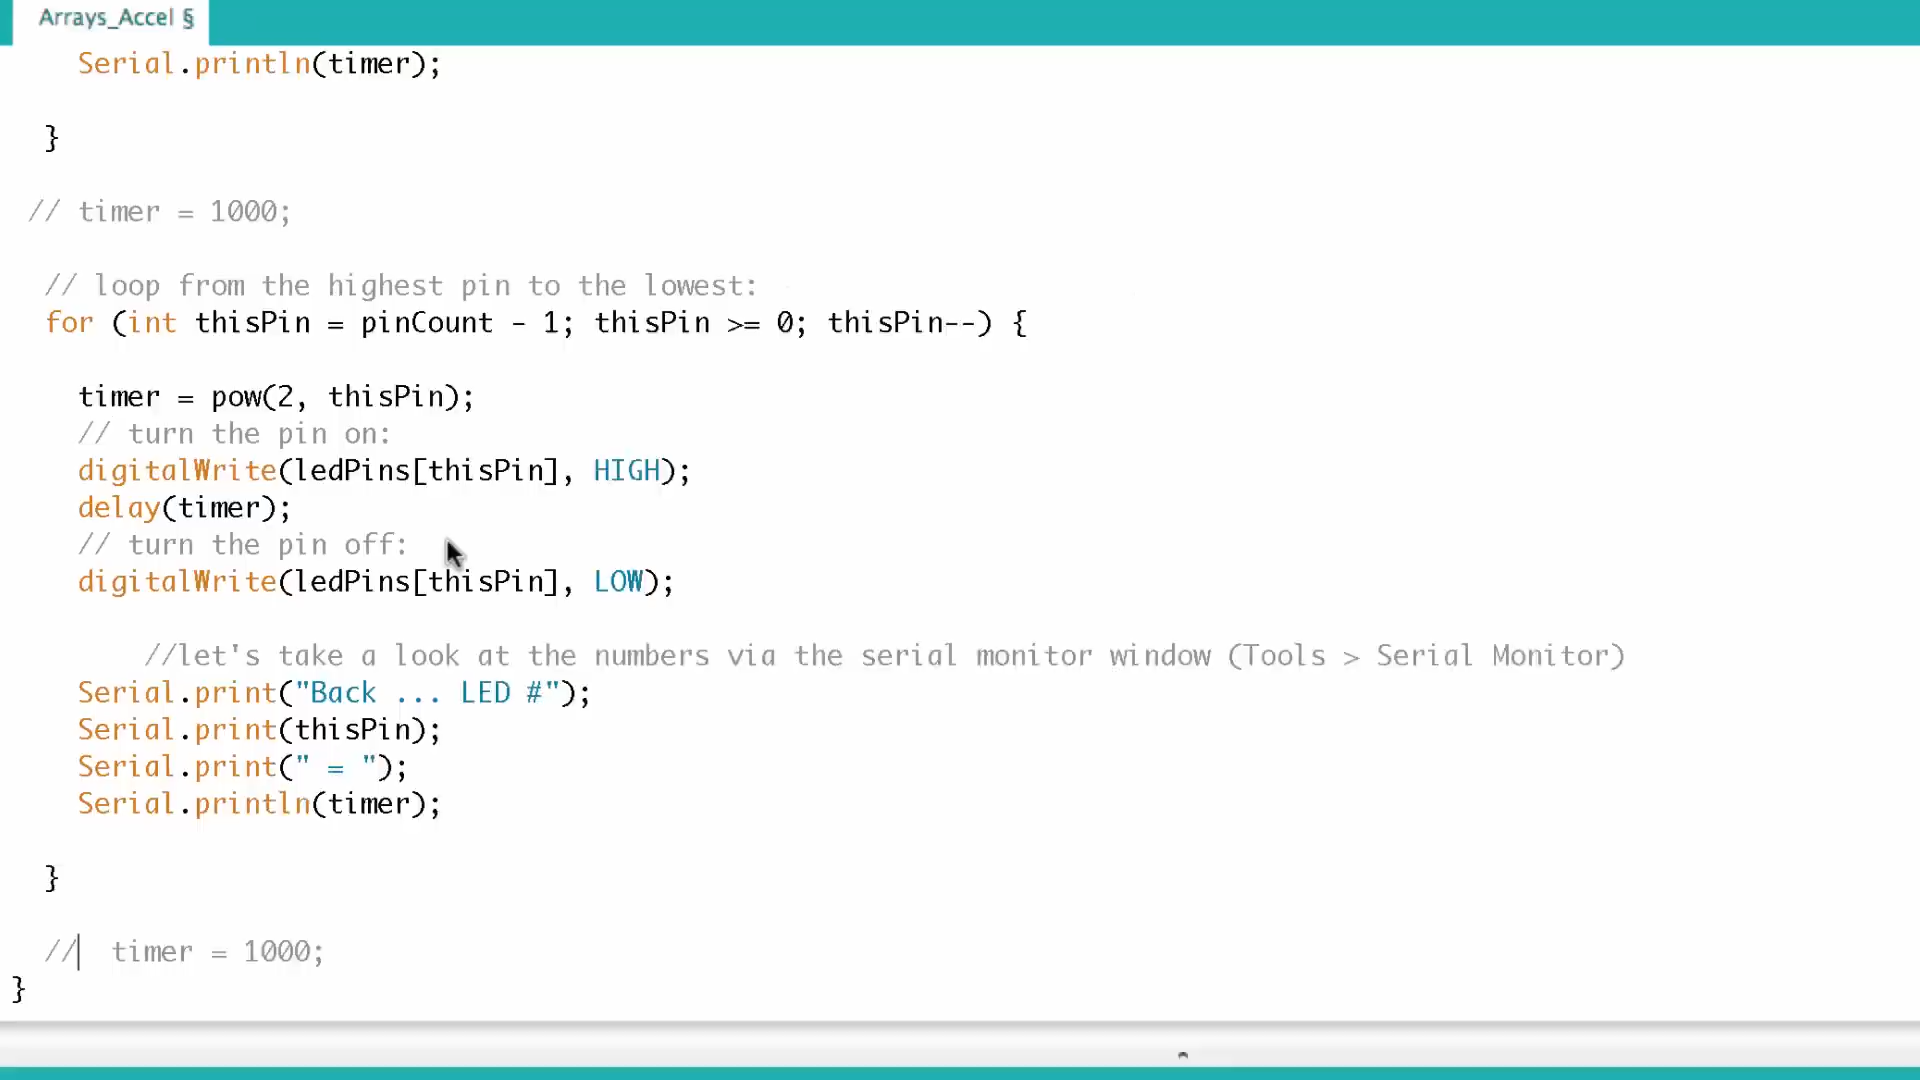 Arrays_Accel §
Serial.println(timer);
}
// timer = 1000;
// loop from the highest pin to the lowest:
for (int thisPin = pinCount - 1; thisPin >= 0; thisPin--) {
timer = pow(2, thisPin);
// turn the pin on:
digitalWrite(ledPins[thisPin], HIGH);
delay(timer);
// turn the pin off:
digitalWrite(ledPins[thisPin], LOW);
//let's take a look at the numbers via the serial monitor window (Tools > Serial Monitor)
Serial.print("Back ... LED #");
Serial.print(thisPin);
Serial.print(" = ");
Serial.println(timer);
}
//  timer = 1000;
}